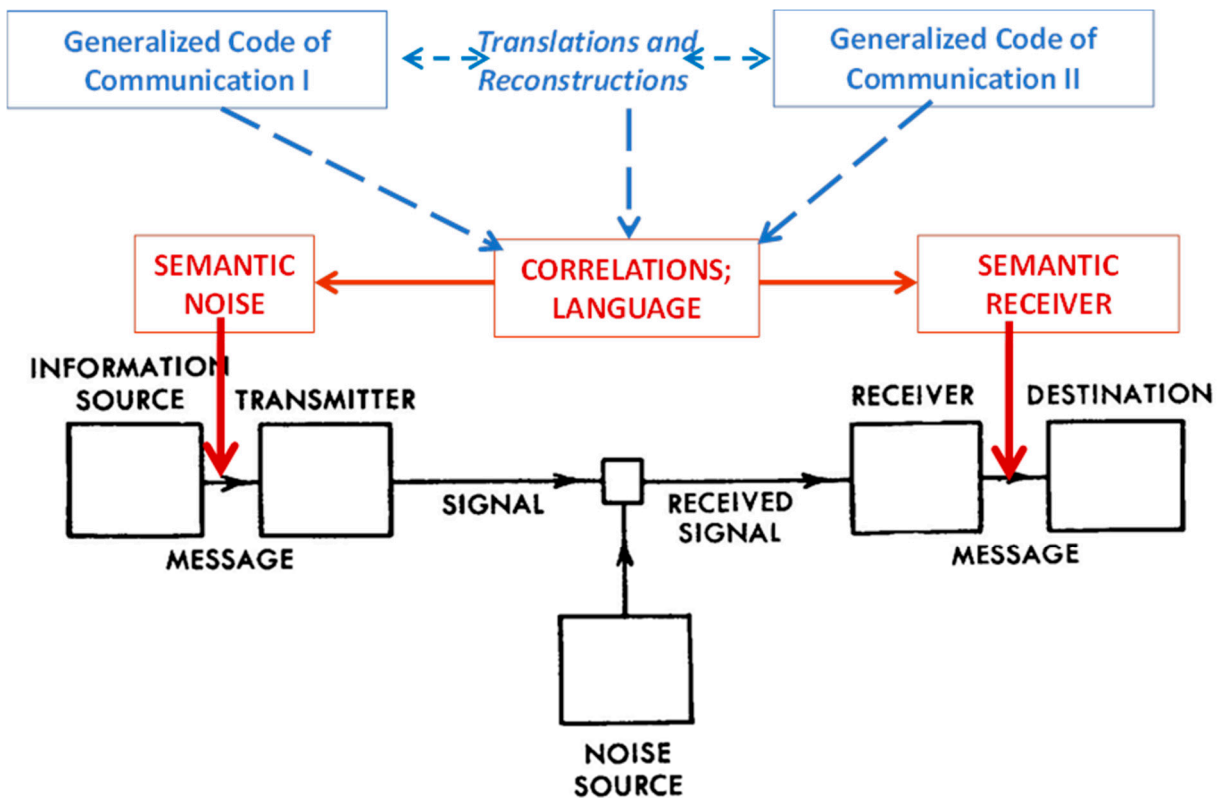 Generalized Code of
Communication I
Translations and
Reconstructions
Generalized Code of
Communication II
SEMANTIC
NOISE
CORRELATIONS;
LANGUAGE
SEMANTIC
RECEIVER
INFORMATION
SOURCE
TRANSMITTER
RECEIVER
DESTINATION
SIGNAL
RECEIVED
SIGNAL
MESSAGE
MESSAGE
NOISE
SOURCE